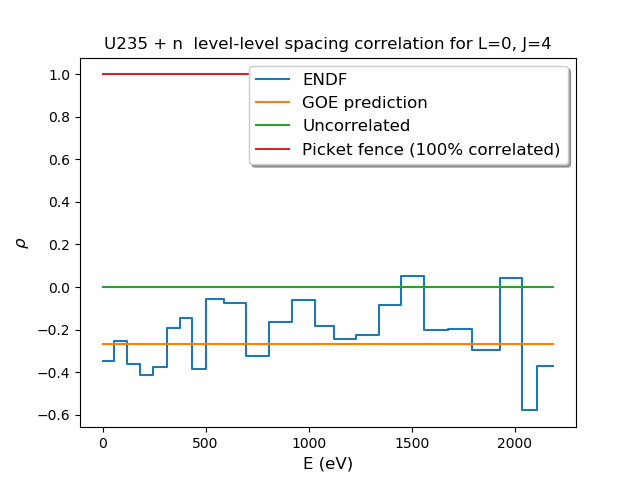 U235 + n  level-level spacing correlation for L=0, J=4
ENDF
GOE prediction
Uncorrelated
Picket fence (100% correlated)
1.0
0.8
0.6
0.4
0.2
0.0
−0.2
−0.4
−0.6
ρ
0
500
1000
1500
2000
E (eV)